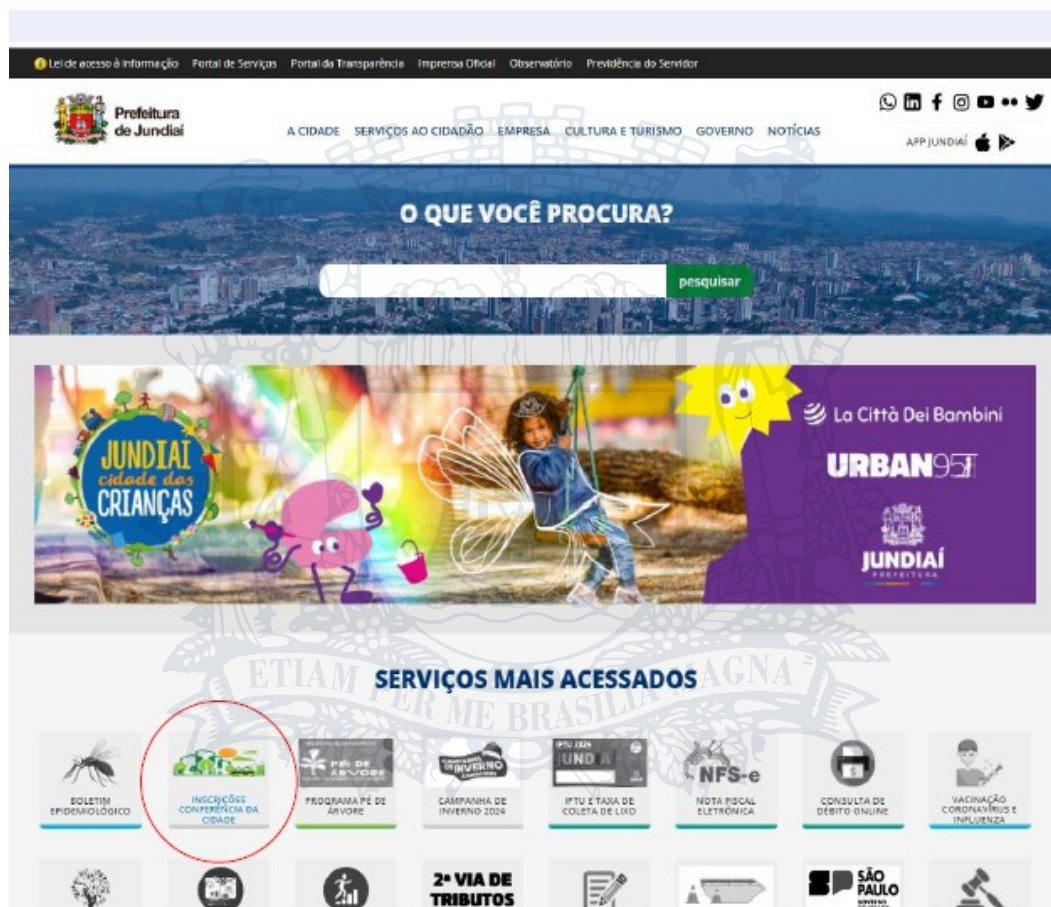 Lei de acesso à informação Portal de Serviços Portal da Transparência Imprensa Oficial Observatório Previdência do Servidor
Prefeitura
de Jundiaí
A CIDADE SERVIÇOS AO CIDADÃO EMPRESA CULTURA E TURISMO GOVERNO NOTÍCIAS
APP JUNDIAÍ
O QUE VOCÊ PROCURA?
pesquisar
JUNDIAÍ
cidade das
CRIANÇAS
La Città Dei Bambini
URBAN95
JUNDIAÍ
PREFEITURA
ETIAM PER ME BRASILIA MAGNA
SERVIÇOS MAIS ACESSADOS
BOLETIM
EPIDEMIOLÓGICO
INSCRIÇÕES
CONFERÊNCIA DA
CIDADE
PÉ DE
ÁRVORE
PROGRAMA PÉ DE
ÁRVORE
INVERNO
CAMPANHA DE
INVERNO 2024
IPTU 2024
JUNDIAÍ
IPTU E TAXA DE
COLETA DE LIXO
NFS-e
NOTA FISCAL
ELETRÔNICA
CONSULTA DE
DÉBITO ONLINE
VACINAÇÃO
CORONAVÍRUS E
INFLUENZA
2ª VIA DE
TRIBUTOS
SÃO
PAULO